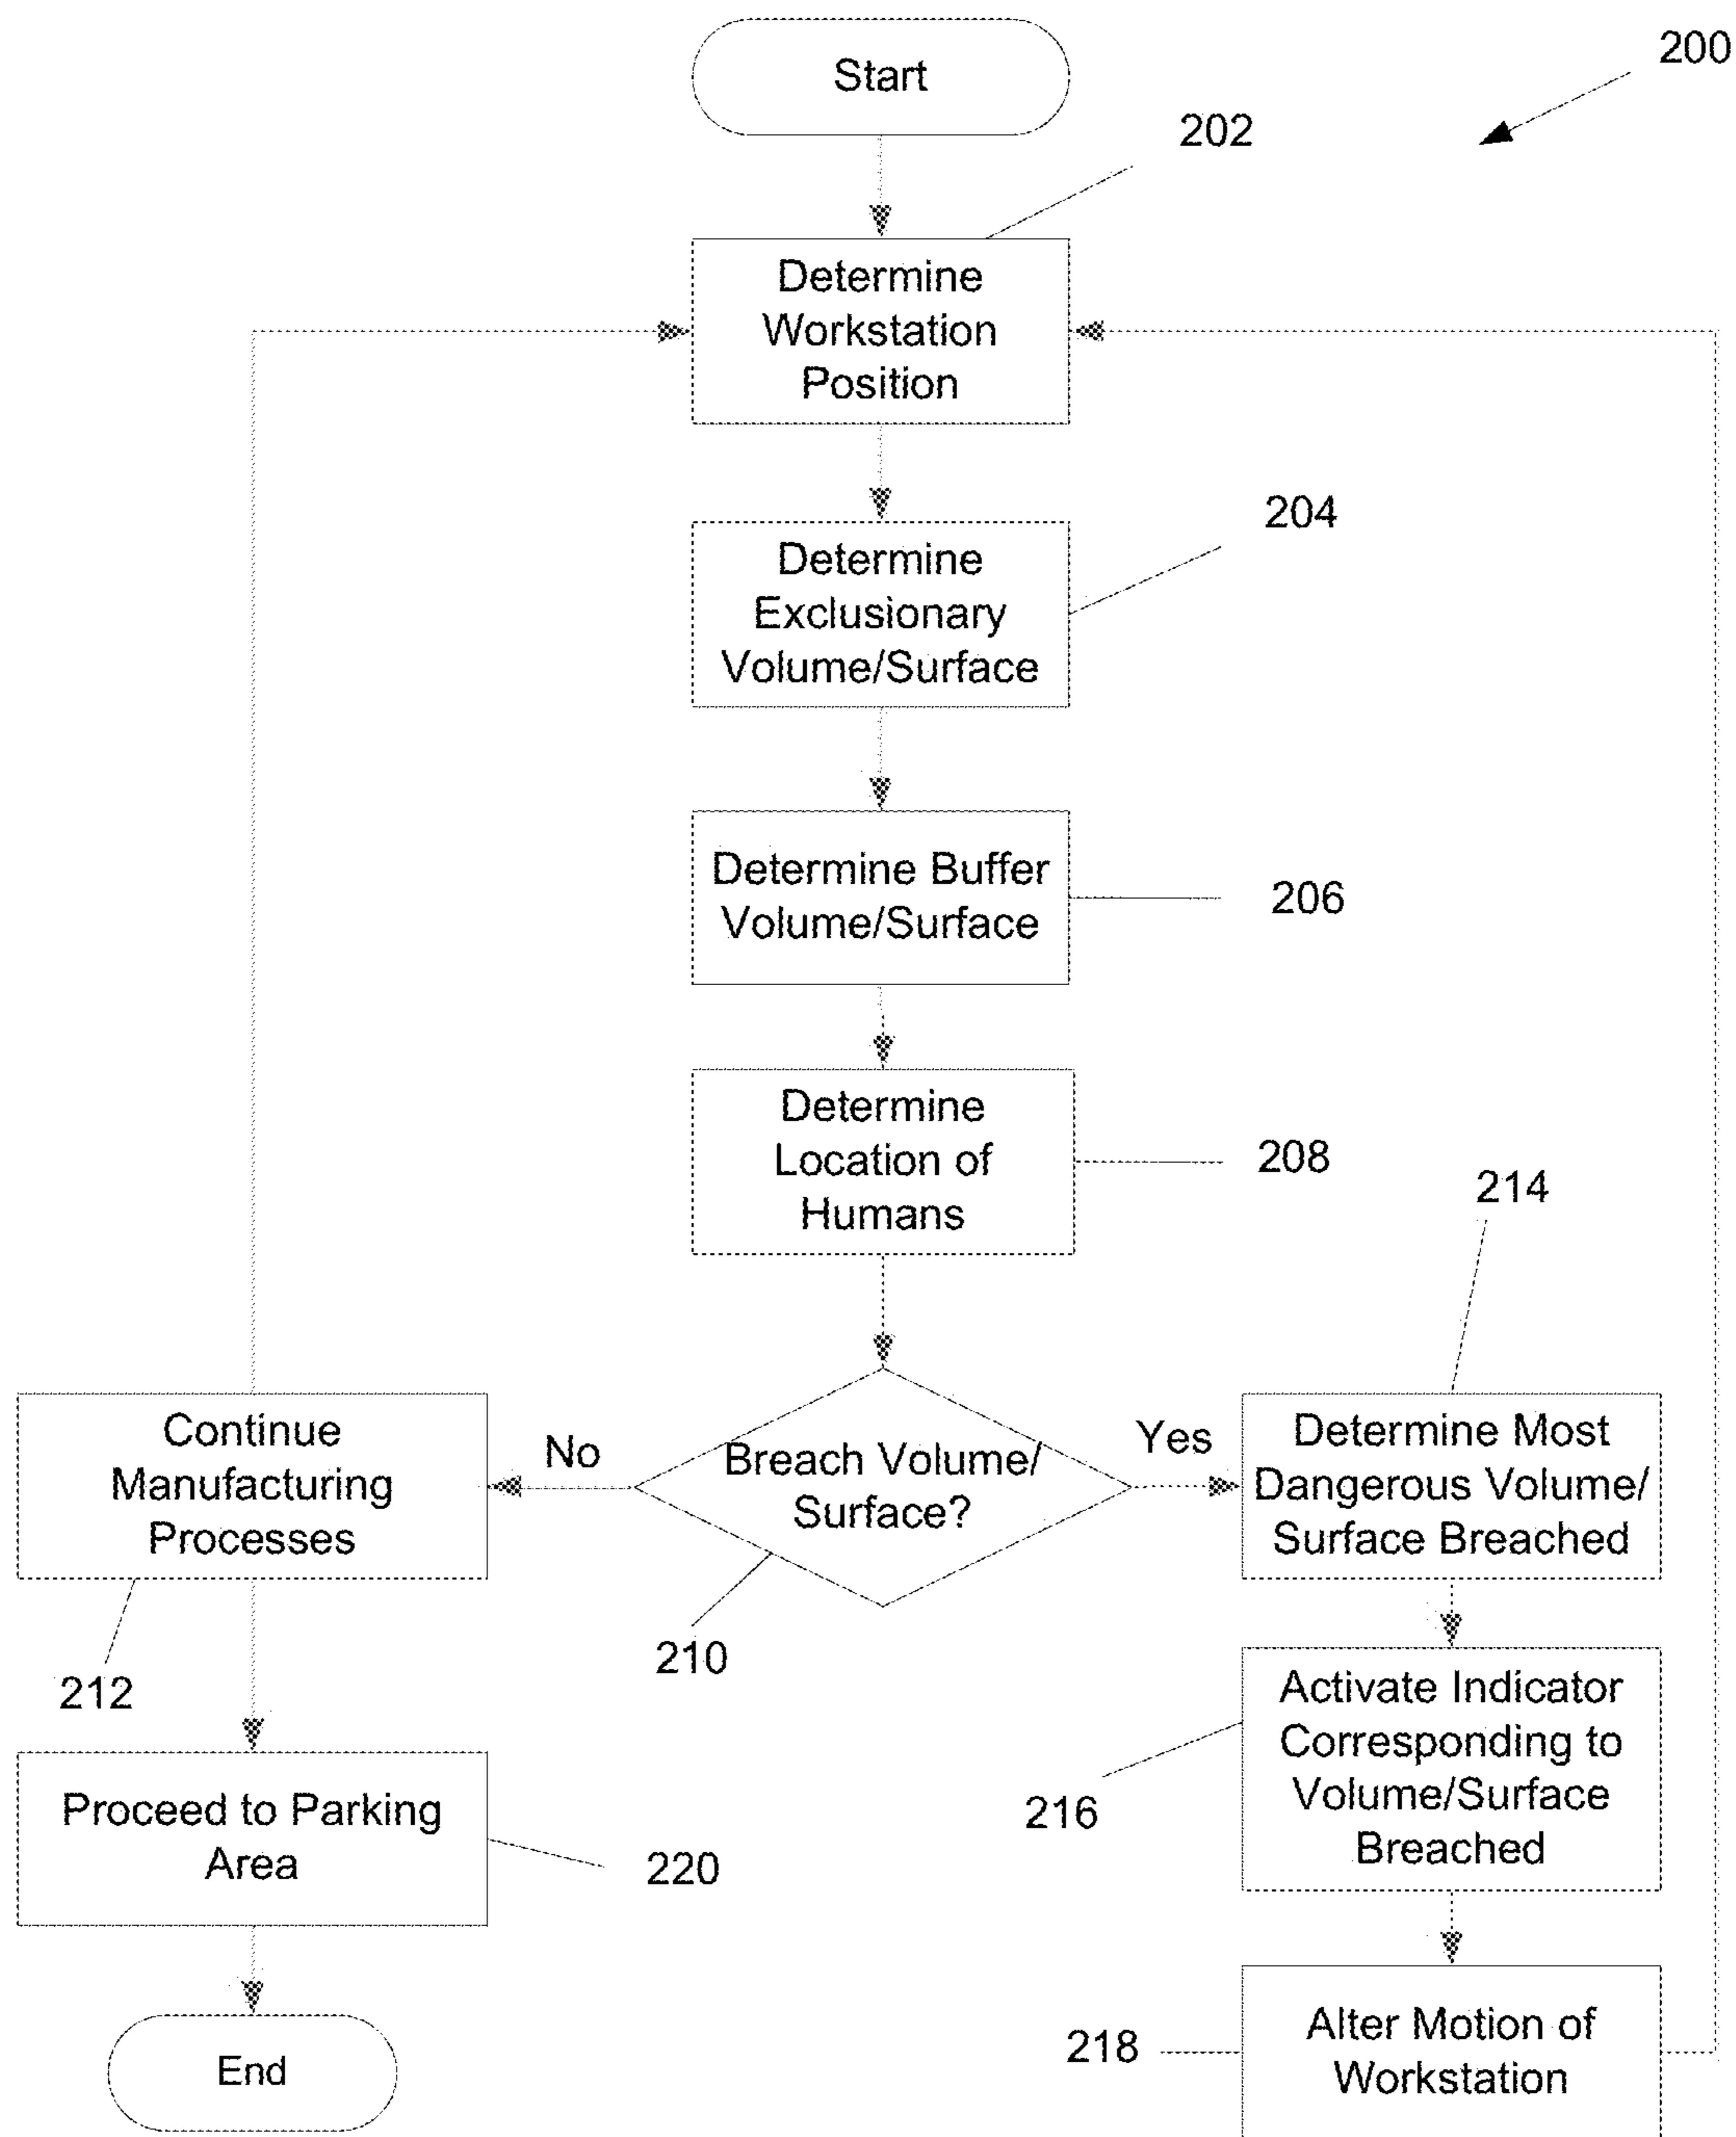 200
Start
202
Determine
Workstation
Position
204
Determine
Exclusionary
Volume/Surface
Determine Buffer
Volume/Surface
206
Determine
Location of
Humans
208
214
Continue
Manufacturing
Processes
No
Breach Volume/
Surface?
Yes
Determine Most
Dangerous Volume/
Surface Breached
210
212
Activate Indicator
Corresponding to
Volume/Surface
Breached
216
Proceed to Parking
Area
220
Alter Motion of
Workstation
218
End